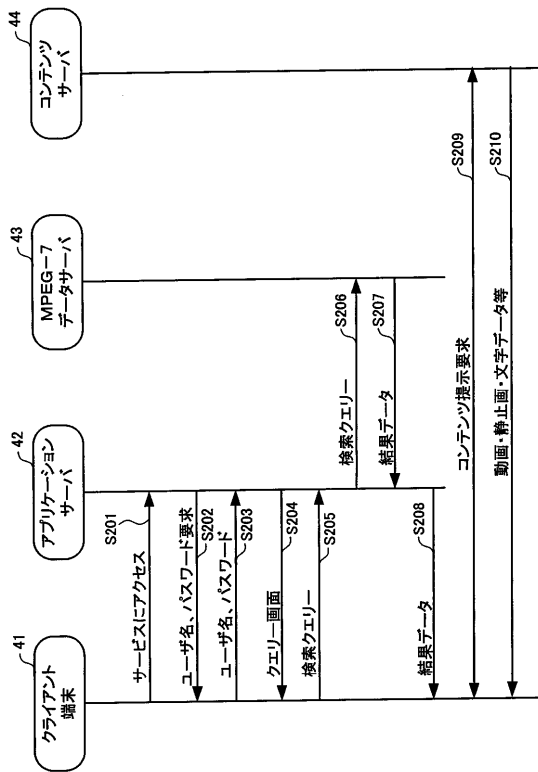 41
クライアント
端末
42
アプリケーション
サーバ
43
MPEG－7
データサーバ
44
コンテンツ
サーバ
サービスにアクセス
S201
ユーザ名、パスワード要求
S202
ユーザ名、パスワード
S203
クエリー画面
S204
検索クエリー
S205
検索クエリー
S206
結果データ
S207
結果データ
S208
コンテンツ提示要求
S209
動画・静止画・文字データ等
S210